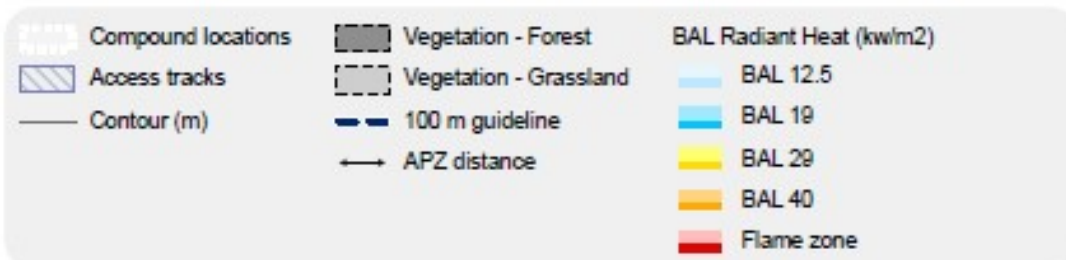 Compound locations
Access tracks
Contour (m)
Vegetation - Forest
Vegetation - Grassland
100 m guideline
APZ distance
BAL Radiant Heat (kw/m2)
BAL 12.5
BAL 19
BAL 29
BAL 40
Flame zone